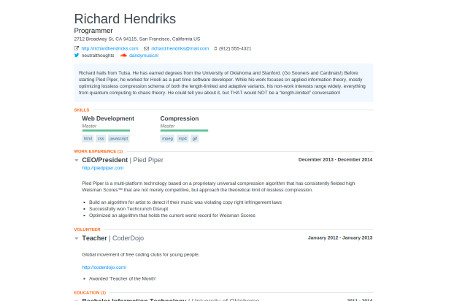 Richard Hendriks
Programmer
2712 Broadway St, CA 94115, San Francisco, California US
http://richardhendricks.com richard.hendriks@mail.com (912) 555-4321
neutralthoughts dandymusicnl
Richard hails from Tulsa. He has earned degrees from the University of Oklahoma and Stanford. (Go Sooners and Cardinals!) Before
starting Pied Piper, he worked for Hooli as a part time software developer. While his work focuses on applied information theory, mostly
optimizing lossless compression schema of both the length-limited and adaptive variants, his non-work interests range widely, everything
from quantum computing to chaos theory. He could tell you about it, but THAT would NOT be a "length-limited" conversation!
SKILLS
Web Development Compression
Master Master
html css javascript mpeg mp4 gif
WORK EXPERIENCE (1)
CEO/President | Pied Piper December 2013 - December 2014
http://piedpiper.com
Pied Piper is a multi-platform technology based on a proprietary universal compression algorithm that has consistently fielded high
Weisman Scores™ that are not merely competitive, but approach the theoretical limit of lossless compression.
Build an algorithm for artist to detect if their music was violating copy right infringement laws
Successfully won Techcrunch Disrupt
Optimized an algorithm that holds the current world record for Weisman Scores
VOLUNTEER
Teacher | CoderDojo January 2012 - January 2013
Global movement of free coding clubs for young people.
http://coderdojo.com/
Awarded 'Teacher of the Month'
EDUCATION (1)
Bachelor Information Technology | University of Oklahoma 2011 - 2014